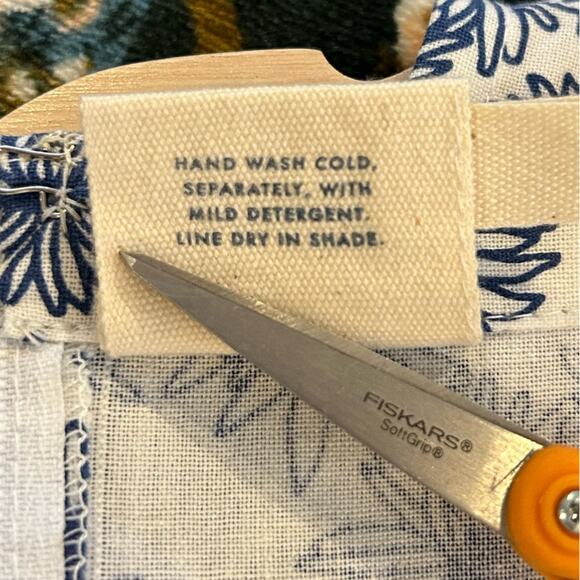 HAND WASH COLD,
SEPARATELY, WITH
MILD DETERGENT.
LINE DRY IN SHADE.
FISKARS®
SoftGrip®